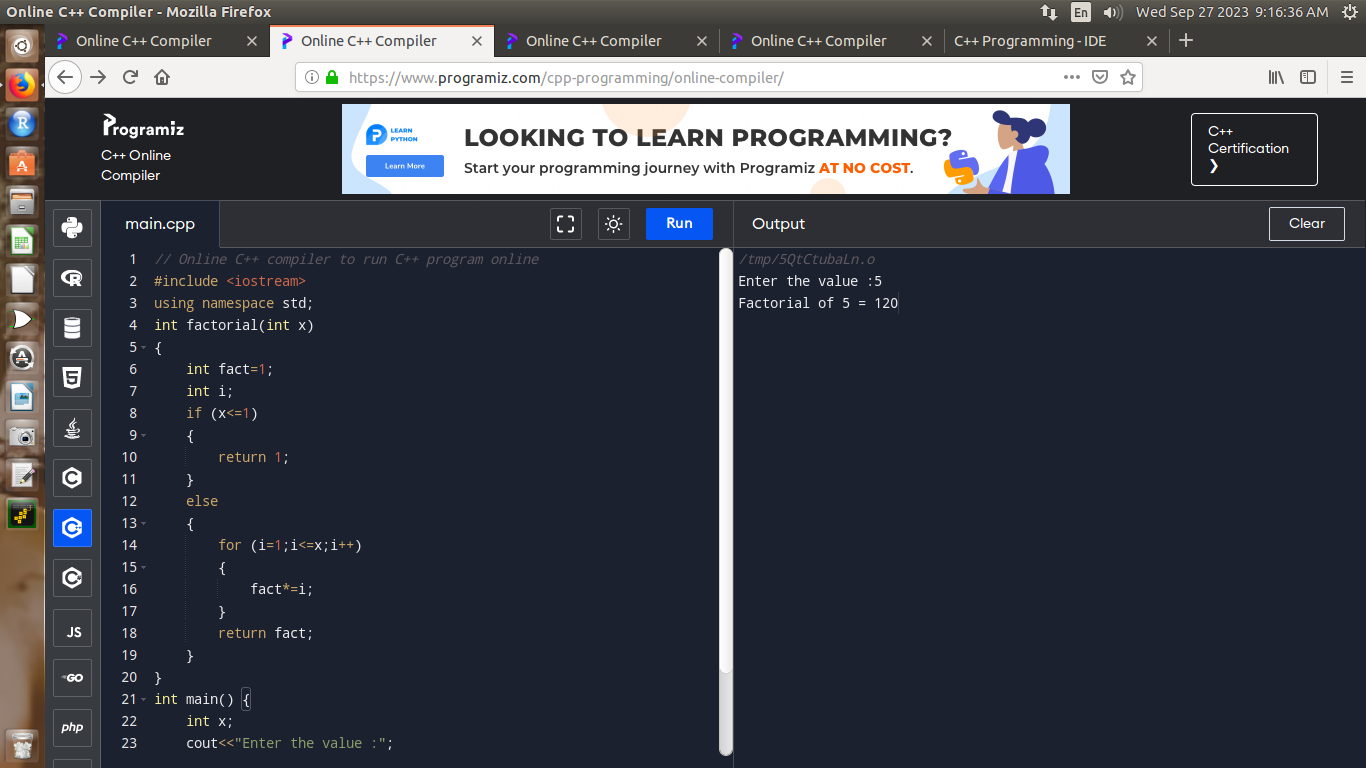 Online C++ Compiler - Mozilla Firefox
En
Wed Sep 27 2023 9:16:36 AM
Online C++ Compiler
Online C++ Compiler
Online C++ Compiler
Online C++ Compiler
C++ Programming - IDE
https://www.programiz.com/cpp-programming/online-compiler/
Programiz
C++ Online
Compiler
LEARN
PYTHON
Learn More
LOOKING TO LEARN PROGRAMMING?
Start your programming journey with Programiz AT NO COST.
C++
Certification
❯
main.cpp
Run
Output
Clear
1 // Online C++ compiler to run C++ program online
2 #include <iostream>
3 using namespace std;
4 int factorial(int x)
5 {
6     int fact=1;
7     int i;
8     if (x<=1)
9     {
10         return 1;
11     }
12     else
13     {
14         for (i=1;i<=x;i++)
15         {
16             fact*=i;
17         }
18         return fact;
19     }
20 }
21 int main() {
22     int x;
23     cout<<"Enter the value :";
/tmp/5QtCtubaLn.o
Enter the value :5
Factorial of 5 = 120
R
5
JS
GO
php